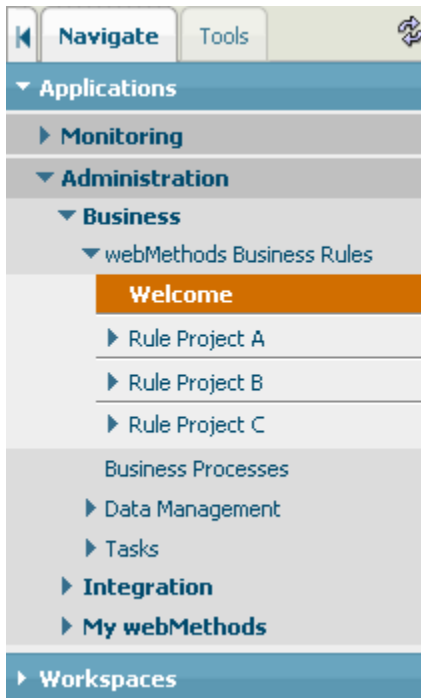 Navigate Tools
Applications
Monitoring
Administration
Business
webMethods Business Rules
Welcome
Rule Project A
Rule Project B
Rule Project C
Business Processes
Data Management
Tasks
Integration
My webMethods
Workspaces